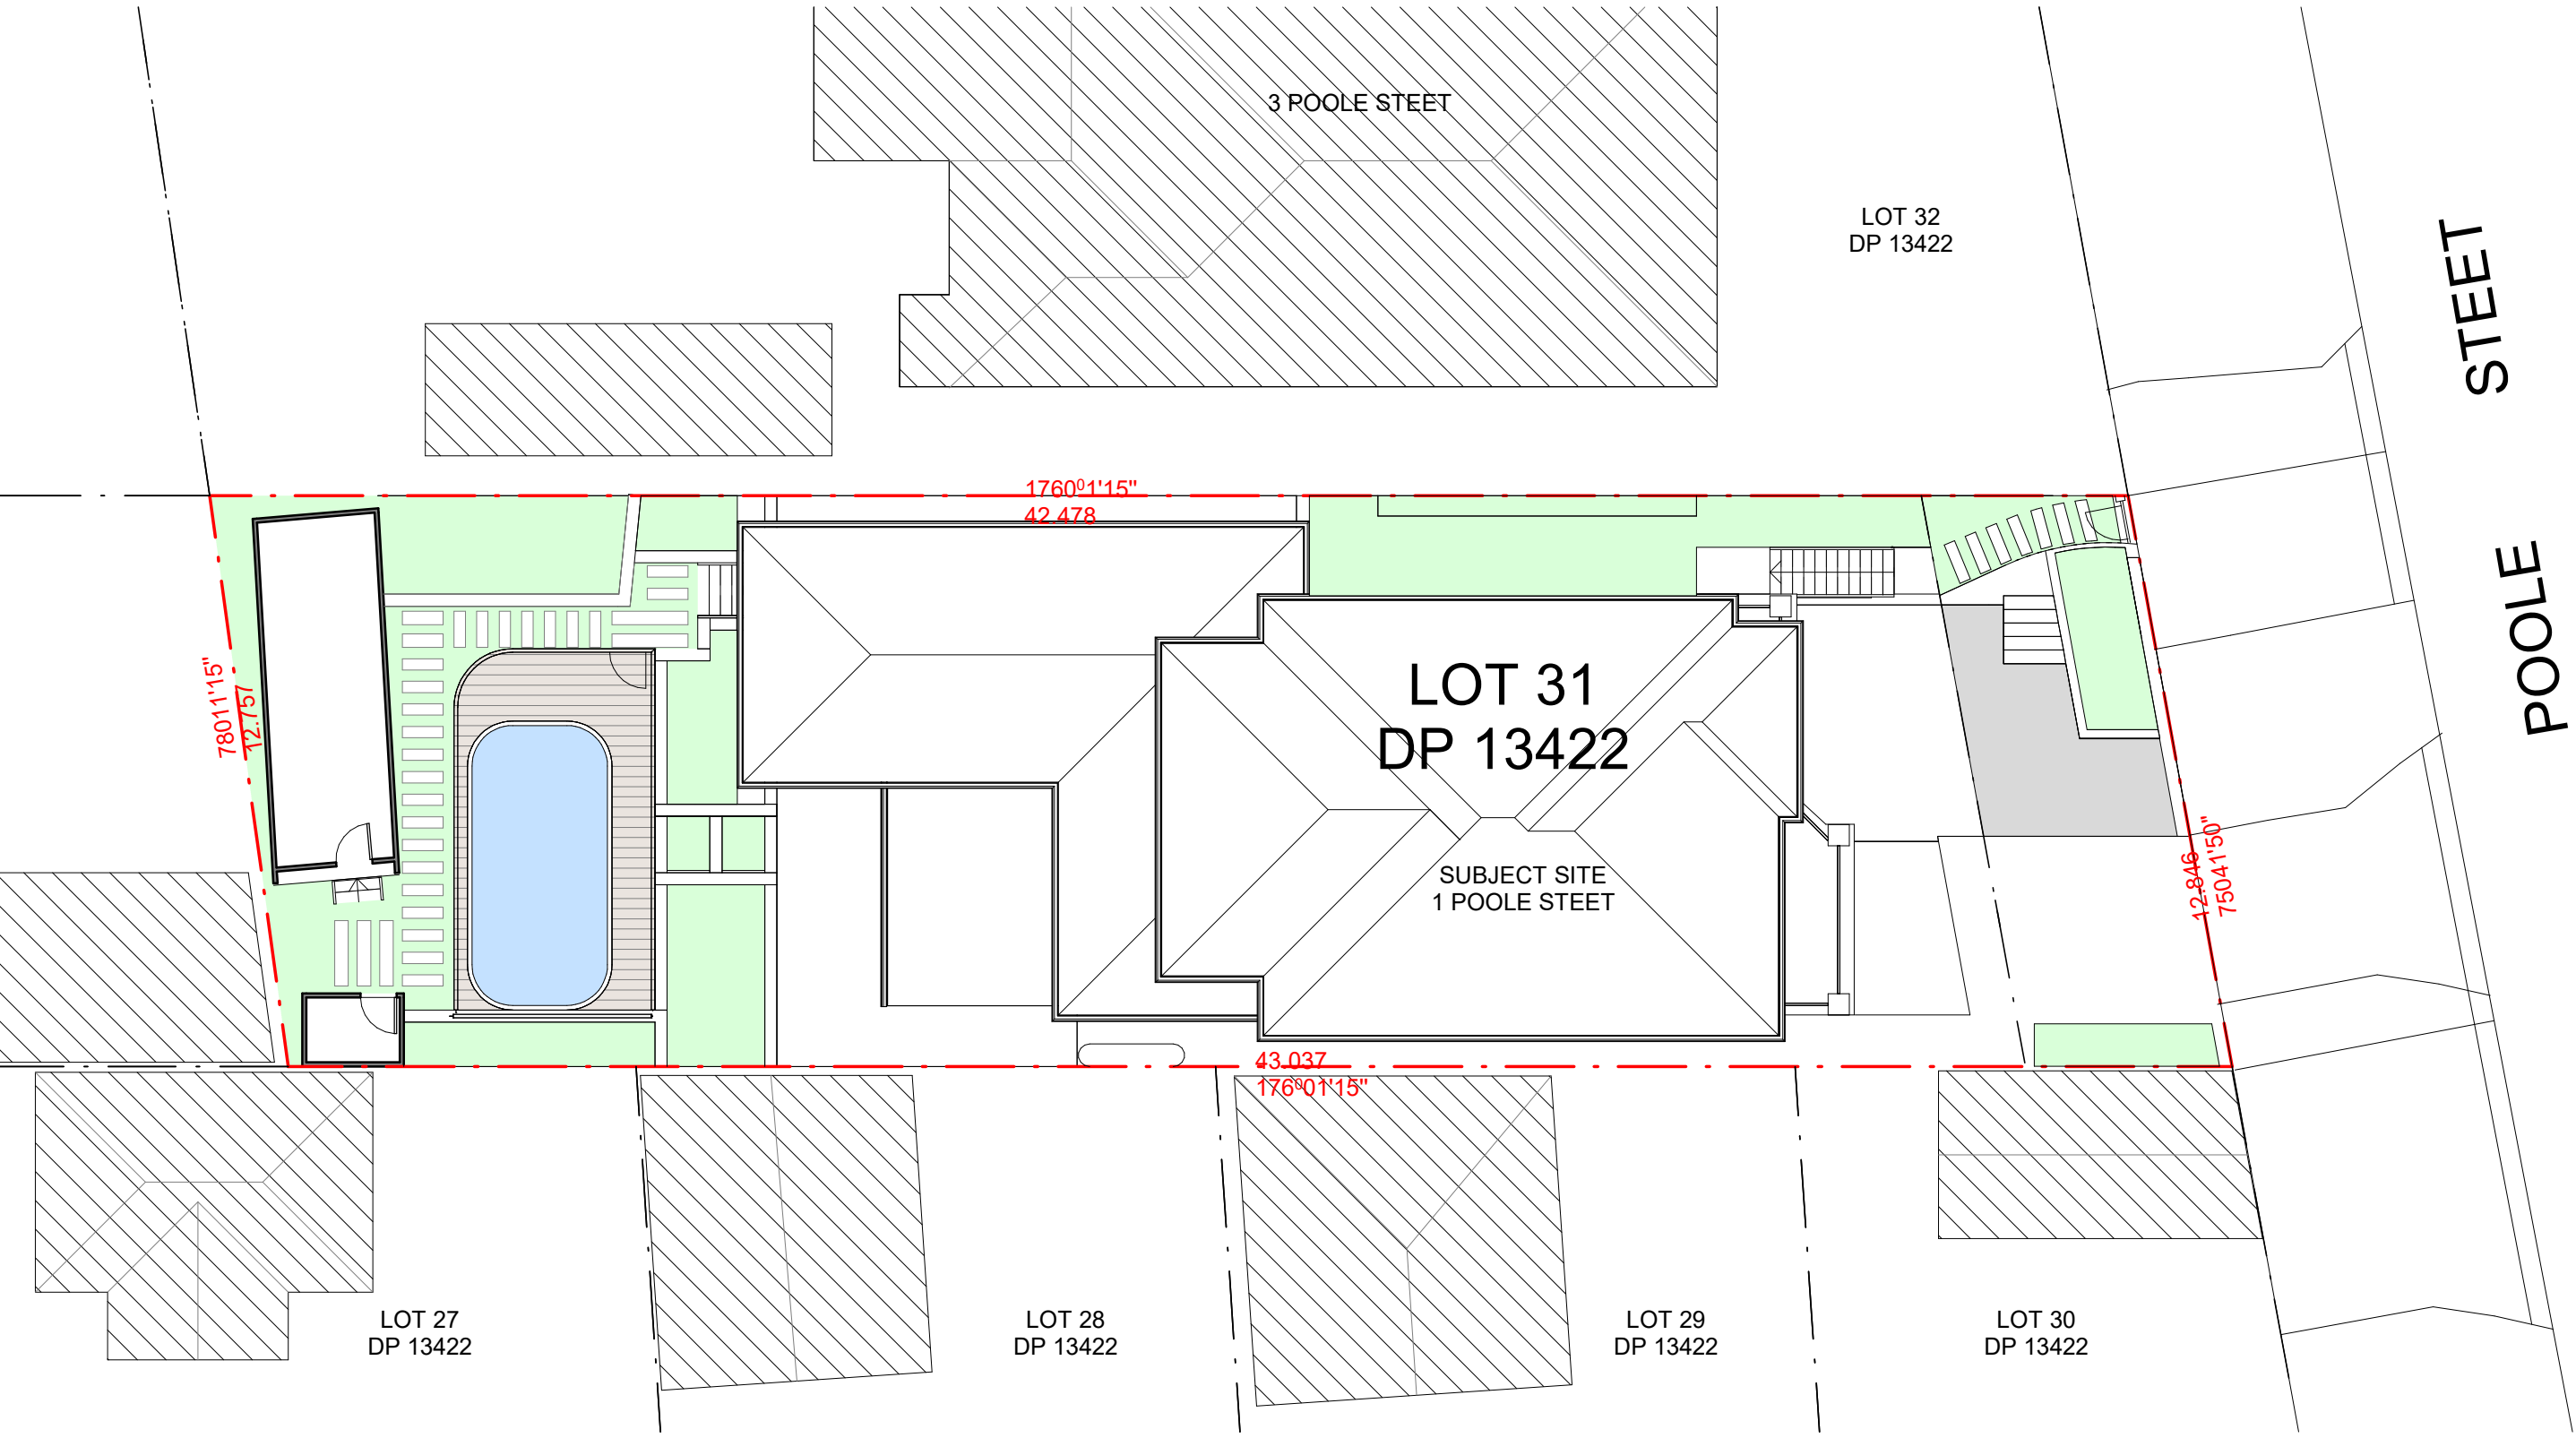 3 POOLE STEET
LOT 32
DP 13422
POOLE STEET
1760⁰1'15"
42.478
78011'15"
12.757
LOT 31
DP 13422
SUBJECT SITE
1 POOLE STEET
12.846
75041'50"
43.037
176⁰01'15"
LOT 27
DP 13422
LOT 28
DP 13422
LOT 29
DP 13422
LOT 30
DP 13422